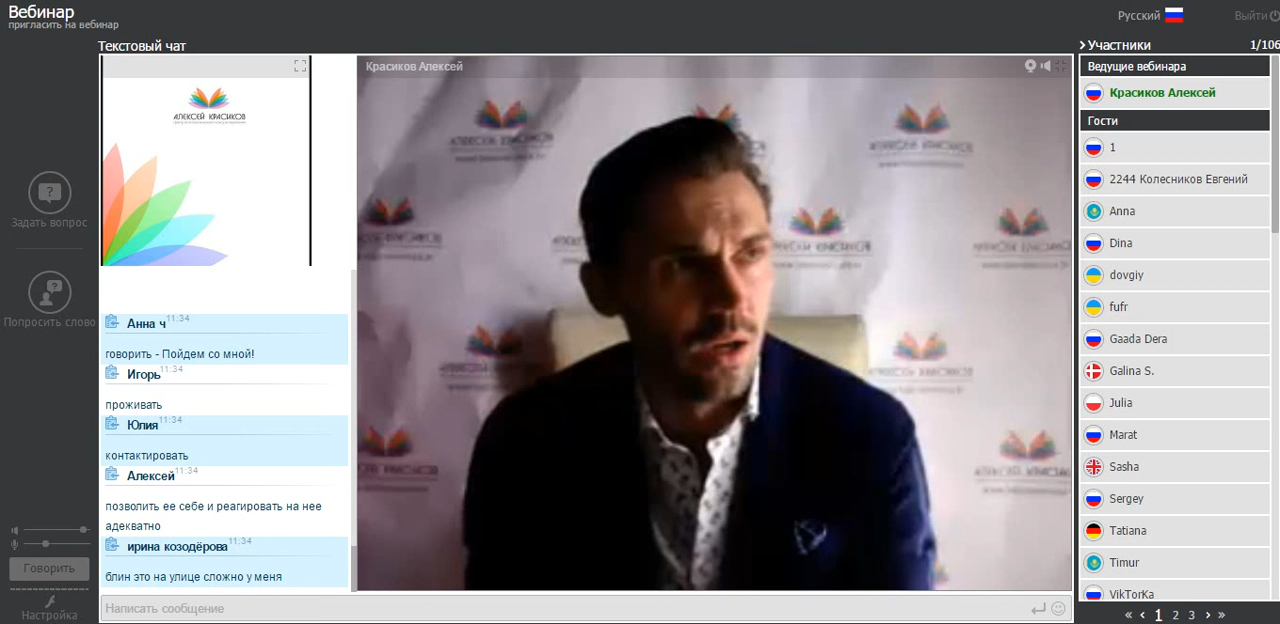 Вебинар
пригласить на вебинар
Русский
Выйти
Текстовый чат
Участники
1/106
АЛЕКСЕЙ КРАСИКОВ
Задать вопрос
Попросить слово
Говорить
Настройка
Анна ч 11:34
говорить - Пойдем со мной!
Игорь 11:34
проживать
Юлия 11:34
контактировать
Алексей 11:34
позволить ее себе и реагировать на нее
адекватно
ирина козодёрова 11:34
блин это на улице сложно у меня
Написать сообщение
Красиков Алексей
Ведущие вебинара
Красиков Алексей
Гости
1
2244 Колесников Евгений
Anna
Dina
dovgiy
fufr
Gaada Dera
Galina S.
Julia
Marat
Sasha
Sergey
Tatiana
Timur
VikTorKa
« ‹ 1 2 3 › »